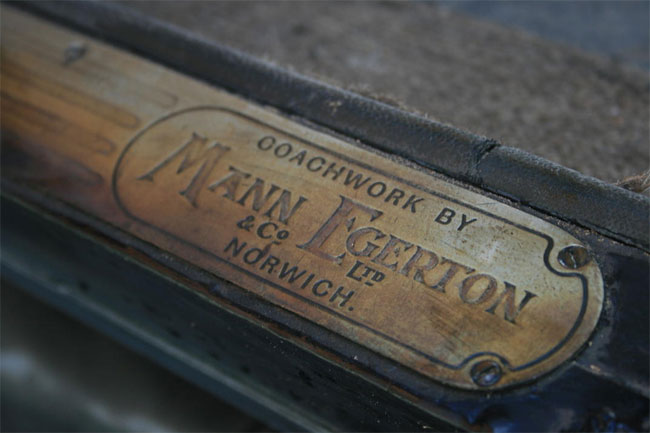 COACHWORK BY
MANN EGERTON
& Co LTD
NORWICH.